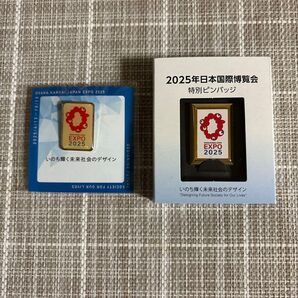 OSAKA, KANSAI, JAPAN EXPO 2025
EXPO
2025
いのち輝く未来社会のデザイン
SOCIETY FOR OUR LIVES
2025年日本国際博覧会
特別ピンバッジ
EXPO
2025
いのち輝く未来社会のデザイン
"Designing Future Society for Our Lives"